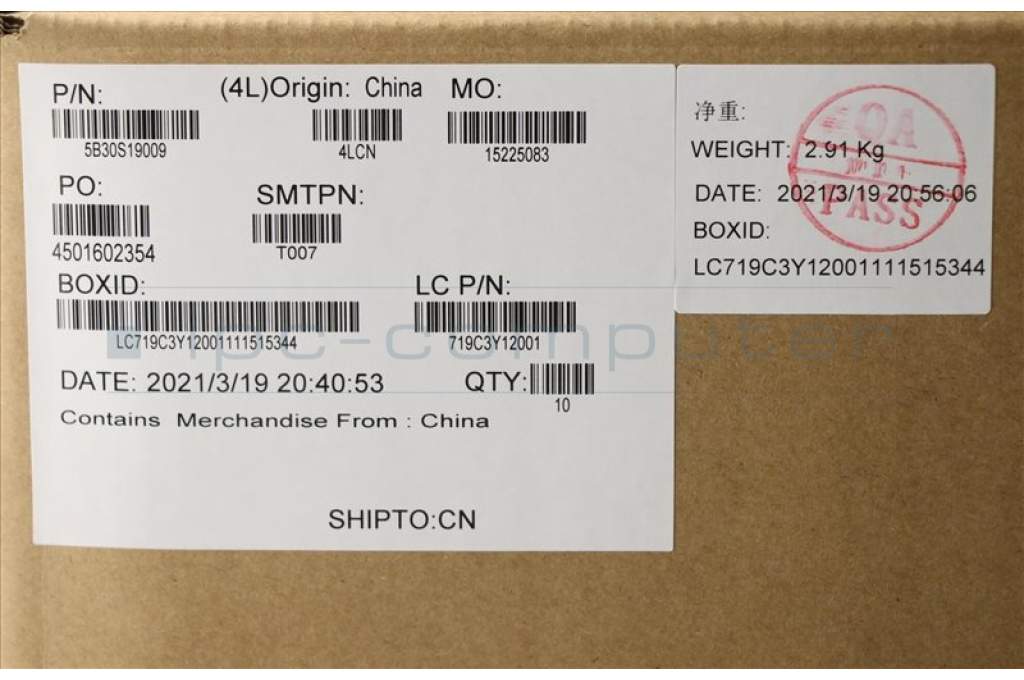 P/N:
(4L)Origin: China
MO:
5B30S19009
4LCN
15225083
PO:
SMTPN:
4501602354
T007
BOXID:
LC P/N:
LC719C3Y12001111515344
719C3Y12001
DATE: 2021/3/19 20:40:53
QTY:
10
Contains Merchandise From : China
SHIPTO:CN
净重:
WEIGHT: 2.91 Kg
DATE: 2021/3/19 20:56:06
BOXID:
LC719C3Y12001111515344
OQA
PASS
ipc-computer